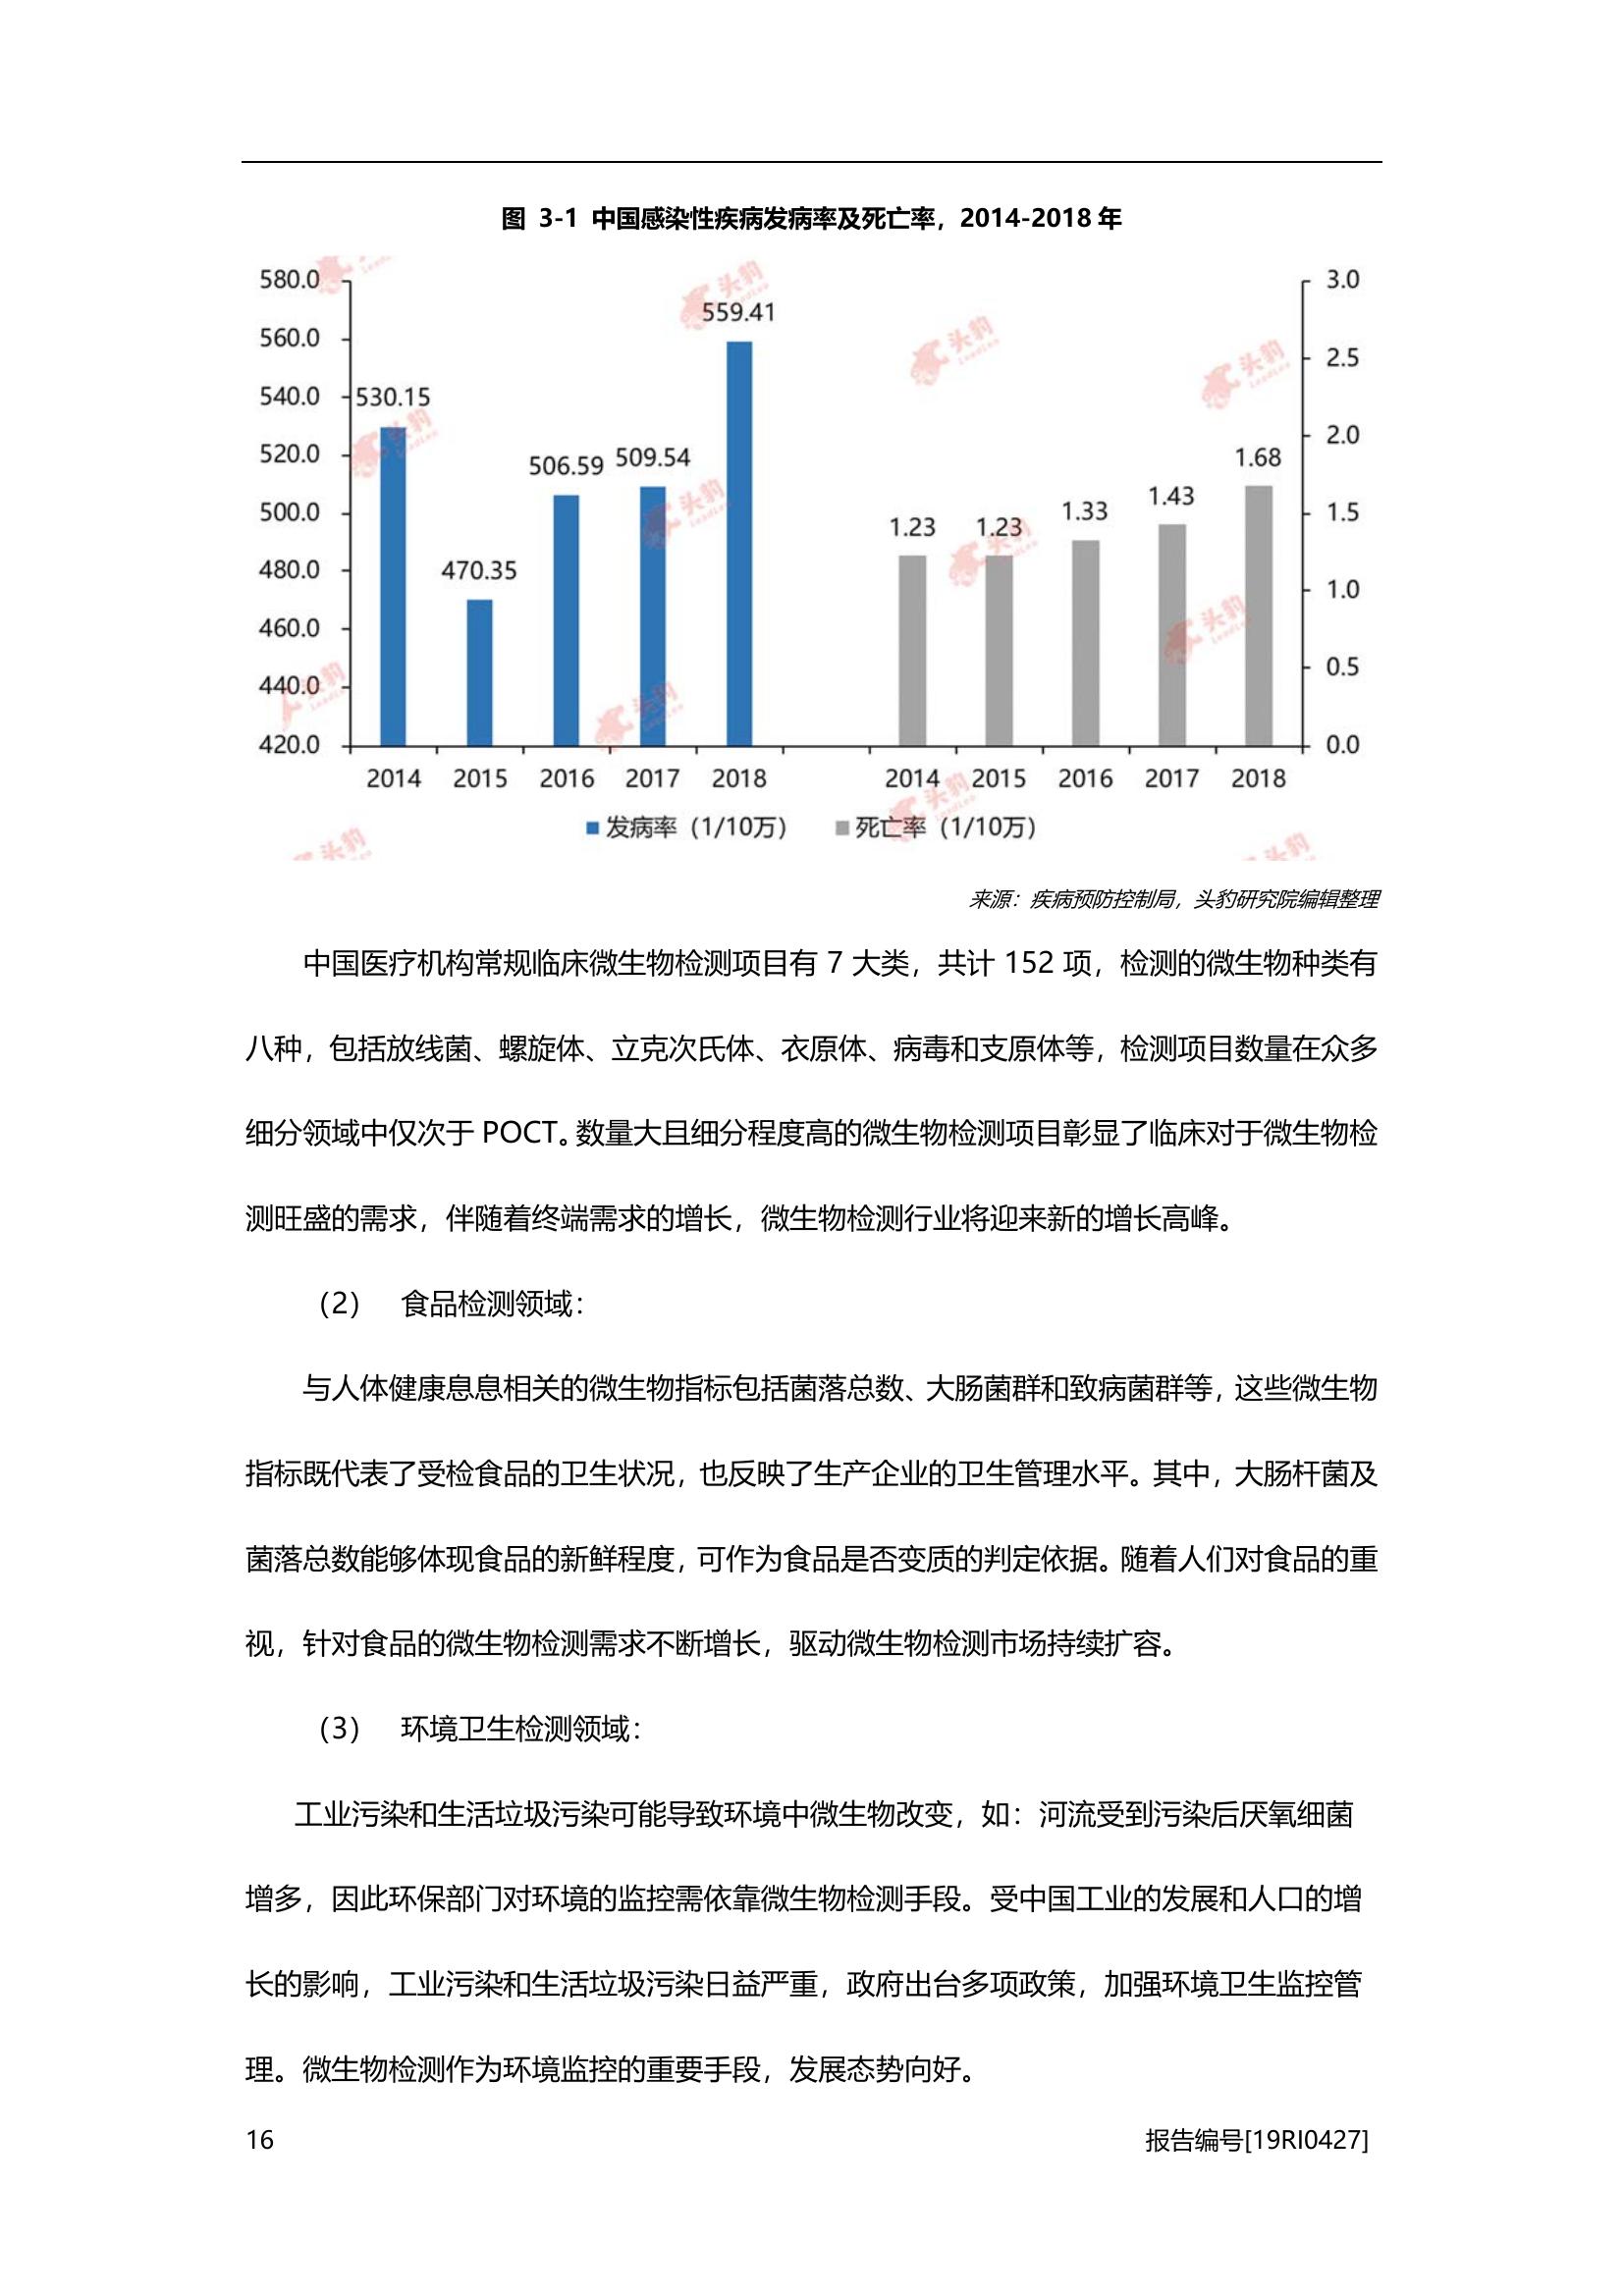 图 3-1 中国感染性疾病发病率及死亡率，2014-2018 年
580.0
560.0
540.0
520.0
500.0
480.0
460.0
440.0
420.0
530.15
470.35
506.59
509.54
559.41
1.23
1.23
1.33
1.43
1.68
3.0
2.5
2.0
1.5
1.0
0.5
0.0
2014 2015 2016 2017 2018 2014 2015 2016 2017 2018
发病率（1/10万） 死亡率（1/10万）
头豹
LeadLeo
来源：疾病预防控制局，头豹研究院编辑整理
中国医疗机构常规临床微生物检测项目有 7 大类，共计 152 项，检测的微生物种类有
八种，包括放线菌、螺旋体、立克次氏体、衣原体、病毒和支原体等，检测项目数量在众多
细分领域中仅次于 POCT。数量大且细分程度高的微生物检测项目彰显了临床对于微生物检
测旺盛的需求，伴随着终端需求的增长，微生物检测行业将迎来新的增长高峰。
（2） 食品检测领域：
与人体健康息息相关的微生物指标包括菌落总数、大肠菌群和致病菌群等，这些微生物
指标既代表了受检食品的卫生状况，也反映了生产企业的卫生管理水平。其中，大肠杆菌及
菌落总数能够体现食品的新鲜程度，可作为食品是否变质的判定依据。随着人们对食品的重
视，针对食品的微生物检测需求不断增长，驱动微生物检测市场持续扩容。
（3） 环境卫生检测领域：
工业污染和生活垃圾污染可能导致环境中微生物改变，如：河流受到污染后厌氧细菌
增多，因此环保部门对环境的监控需依靠微生物检测手段。受中国工业的发展和人口的增
长的影响，工业污染和生活垃圾污染日益严重，政府出台多项政策，加强环境卫生监控管
理。微生物检测作为环境监控的重要手段，发展态势向好。
16
报告编号[19RI0427]